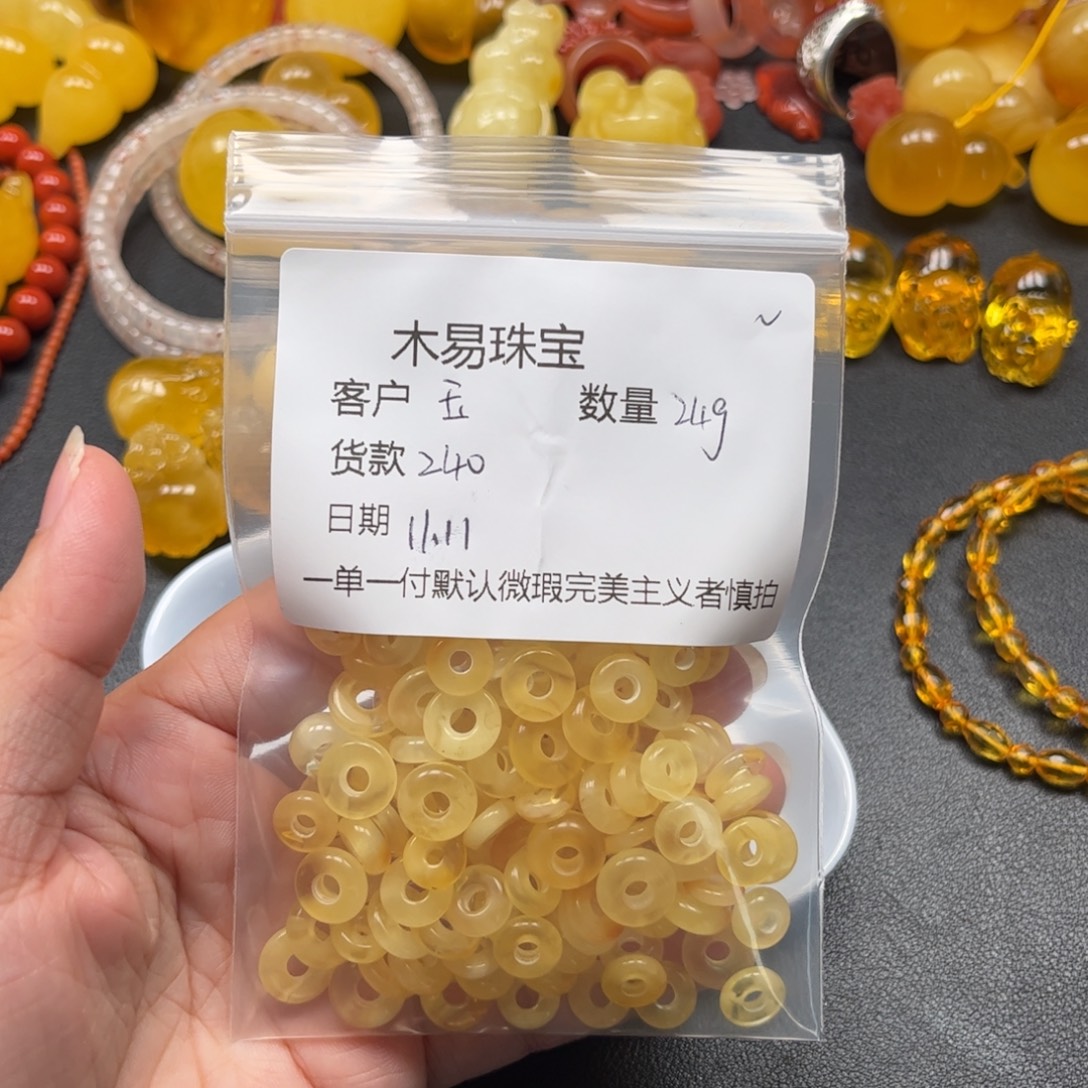 木易珠宝
客户 玉 数量 24g
货款 240
日期 11.11
一单一付默认微瑕完美主义者慎拍